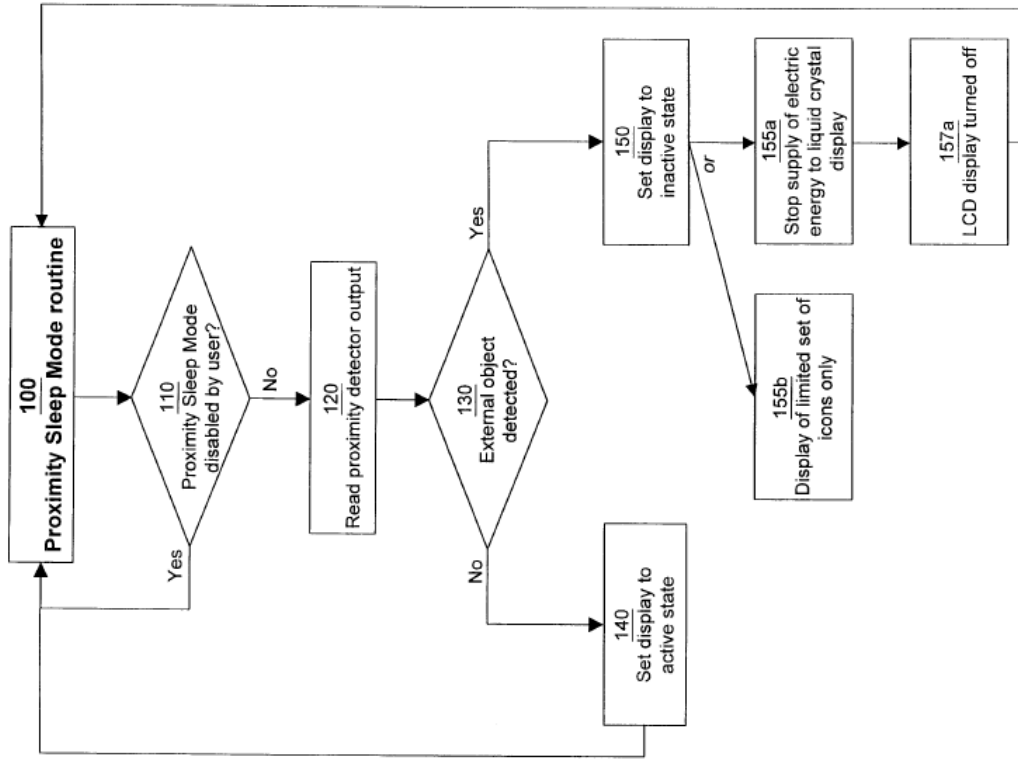 100
Proximity Sleep Mode routine
110
Proximity Sleep Mode
disabled by user?
Yes
No
120
Read proximity detector output
130
External object
detected?
No
Yes
140
Set display to
active state
150
Set display to
inactive state
or
155b
Display of limited set of
icons only
155a
Stop supply of electric
energy to liquid crystal
display
157a
LCD display turned off